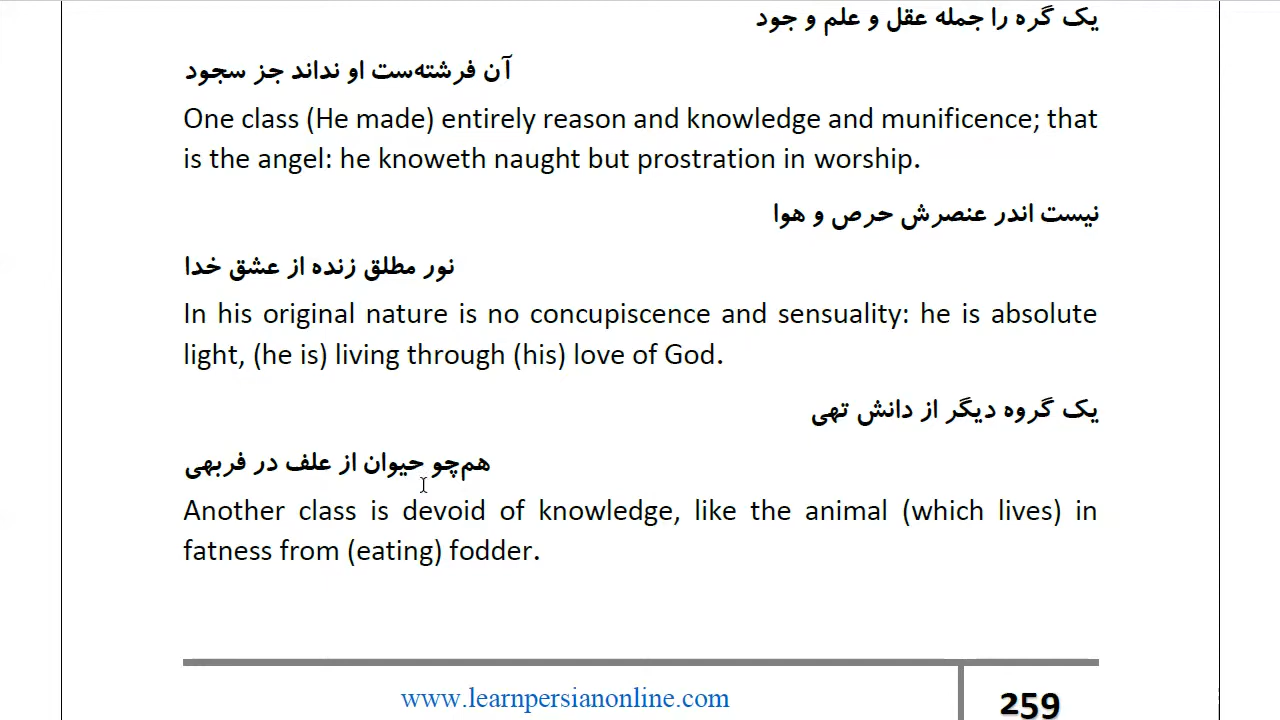 یک گره را جمله عقل و علم و جود
آن فرشته‌ست او نداند جز سجود
One class (He made) entirely reason and knowledge and munificence; that
is the angel: he knoweth naught but prostration in worship.
نیست اندر عنصرش حرص و هوا
نور مطلق زنده از عشق خدا
In his original nature is no concupiscence and sensuality: he is absolute
light, (he is) living through (his) love of God.
یک گروه دیگر از دانش تهی
هم‌چو حیوان از علف در فربهی
Another class is devoid of knowledge, like the animal (which lives) in
fatness from (eating) fodder.
www.learnpersianonline.com
259